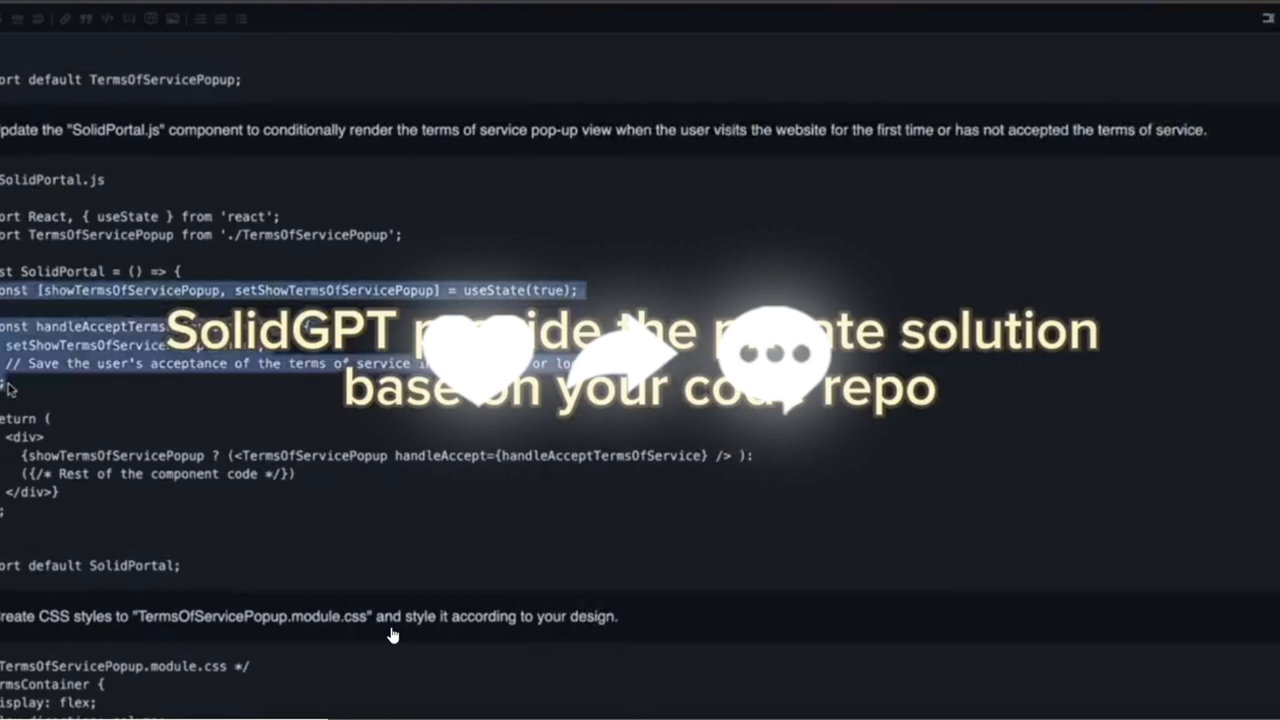 ort default TermsOfServicePopup;
pdate the "SolidPortal.js" component to conditionally render the terms of service pop-up view when the user visits the website for the first time or has not accepted the terms of service.
SolidPortal.js
ort React, { useState } from 'react';
ort TermsOfServicePopup from './TermsOfServicePopup';
st SolidPortal = () => {
onst [showTermsOfServicePopup, setShowTermsOfServicePopup] = useState(true);
onst handleAcceptTerms
setShowTermsOfService
// Save the user's acceptance of the terms of service or lo
SolidGPT the solution
base on your code repo
eturn (
<div>
{showTermsOfServicePopup ? (<TermsOfServicePopup handleAccept={handleAcceptTermsOfService} /> ):
({/* Rest of the component code */})
</div>}
;
ort default SolidPortal;
reate CSS styles to "TermsOfServicePopup.module.css" and style it according to your design.
TermsOfServicePopup.module.css */
rmsContainer {
isplay: flex;